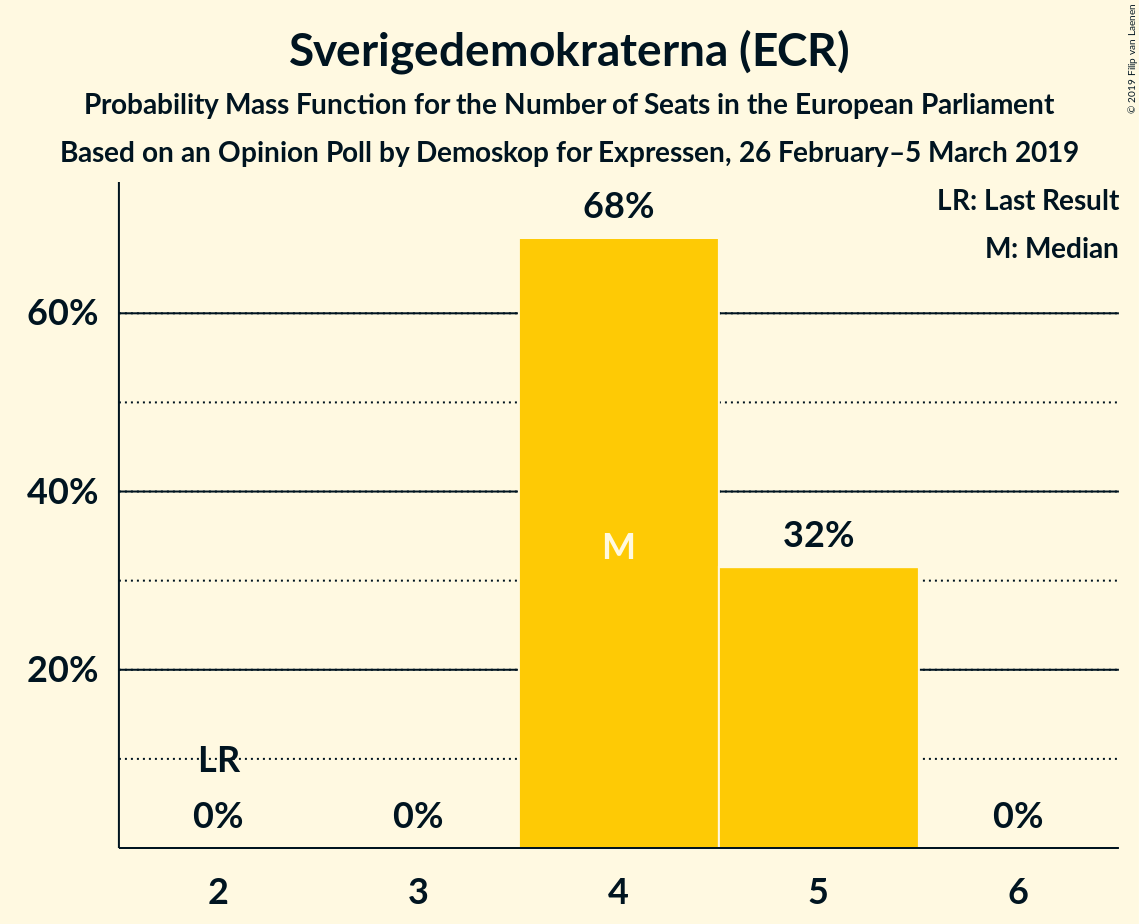 Sverigedemokraterna (ECR)
Probability Mass Function for the Number of Seats in the European Parliament
Based on an Opinion Poll by Demoskop for Expressen, 26 February–5 March 2019
© 2019 Filip van Laenen
LR: Last Result
M: Median
68%
60%
40%
32%
M
20%
LR
0%
0%
0%
2
3
4
5
6